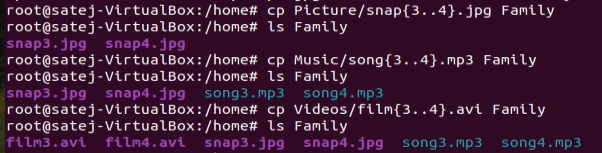 root@satej-VirtualBox:/home# cp Picture/snap{3..4}.jpg Family
root@satej-VirtualBox:/home# ls Family
snap3.jpg  snap4.jpg
root@satej-VirtualBox:/home# cp Music/song{3..4}.mp3 Family
root@satej-VirtualBox:/home# ls Family
snap3.jpg  snap4.jpg  song3.mp3  song4.mp3
root@satej-VirtualBox:/home# cp Videos/film{3..4}.avi Family
root@satej-VirtualBox:/home# ls Family
film3.avi  film4.avi  snap3.jpg  snap4.jpg  song3.mp3  song4.mp3